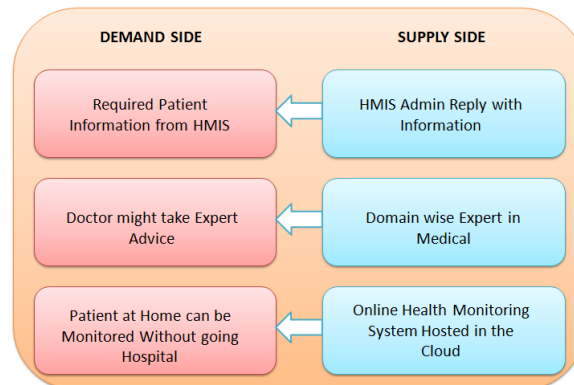 DEMAND SIDE
SUPPLY SIDE
Required Patient
Information from HMIS
HMIS Admin Reply with
Information
Doctor might take Expert
Advice
Domain wise Expert in
Medical
Patient at Home can be
Monitored Without going
Hospital
Online Health Monitoring
System Hosted in the
Cloud